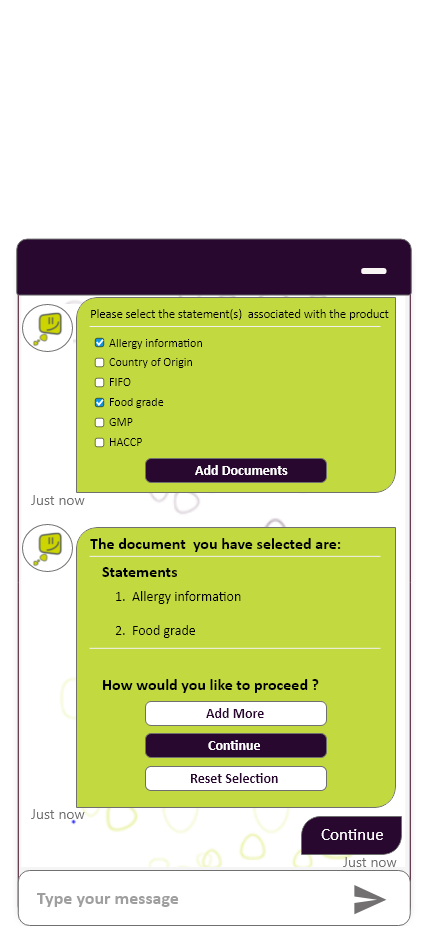 Please select the statement(s)  associated with the product
Allergy information
Country of Origin
FIFO
Food grade
GMP
HACCP
Add Documents
Just now
The document  you have selected are:
Statements
1. Allergy information
2. Food grade
How would you like to proceed ?
Add More
Continue
Reset Selection
Just now
Continue
Just now
Type your message